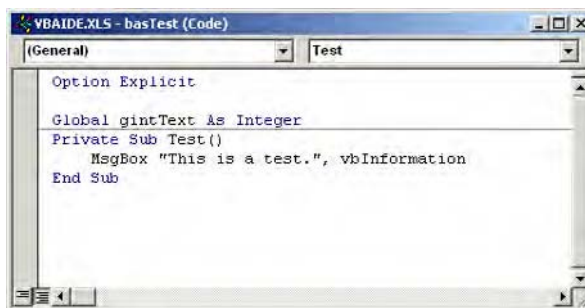 VBAIDE.XLS - basTest (Code)
(General) Test
Option Explicit
Global gintText As Integer
Private Sub Test()
MsgBox "This is a test.", vbInformation
End Sub